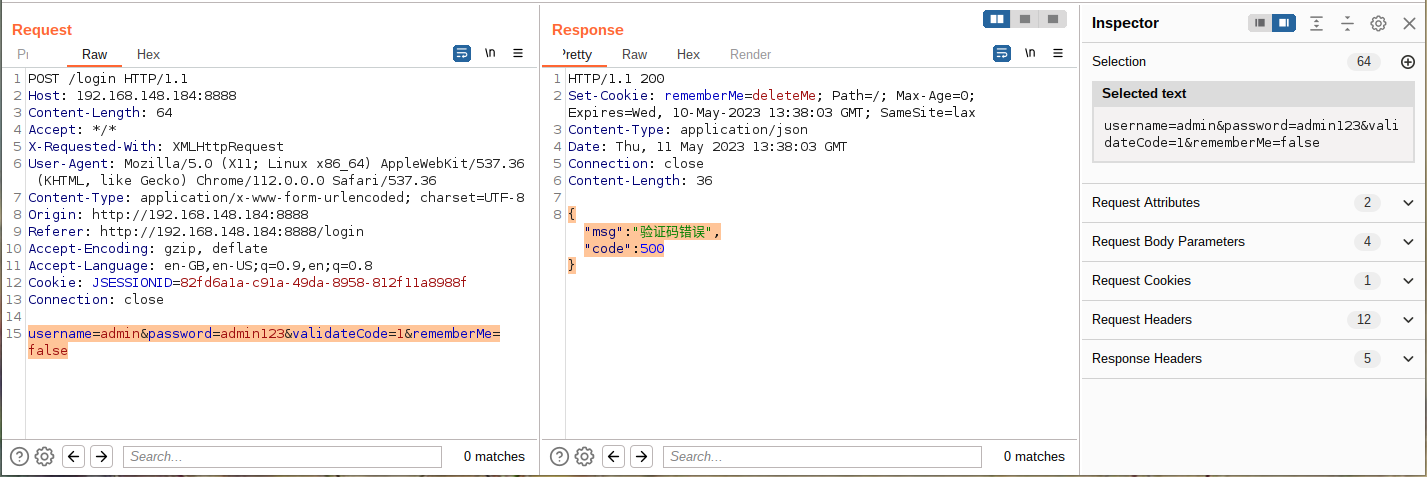 Request
Raw
Hex
\n
1 POST /login HTTP/1.1
2 Host: 192.168.148.184:8888
3 Content-Length: 64
4 Accept: */*
5 X-Requested-With: XMLHttpRequest
6 User-Agent: Mozilla/5.0 (X11; Linux x86_64) AppleWebKit/537.36
(KHTML, like Gecko) Chrome/112.0.0.0 Safari/537.36
7 Content-Type: application/x-www-form-urlencoded; charset=UTF-8
8 Origin: http://192.168.148.184:8888
9 Referer: http://192.168.148.184:8888/login
10 Accept-Encoding: gzip, deflate
11 Accept-Language: en-GB,en-US;q=0.9,en;q=0.8
12 Cookie: JSESSIONID=82fd6a1a-c91a-49da-8958-812f11a8988f
13 Connection: close
14
15 username=admin&password=admin123&validateCode=1&rememberMe=
false
Search...
0 matches
Response
Pretty
Raw
Hex
Render
\n
1 HTTP/1.1 200
2 Set-Cookie: rememberMe=deleteMe; Path=/; Max-Age=0;
Expires=Wed, 10-May-2023 13:38:03 GMT; SameSite=lax
3 Content-Type: application/json
4 Date: Thu, 11 May 2023 13:38:03 GMT
5 Connection: close
6 Content-Length: 36
7
8 {
"msg":"验证码错误",
"code":500
}
Search...
0 matches
Inspector
Selection 64
Selected text
username=admin&password=admin123&vali
dateCode=1&rememberMe=false
Request Attributes 2
Request Body Parameters 4
Request Cookies 1
Request Headers 12
Response Headers 5